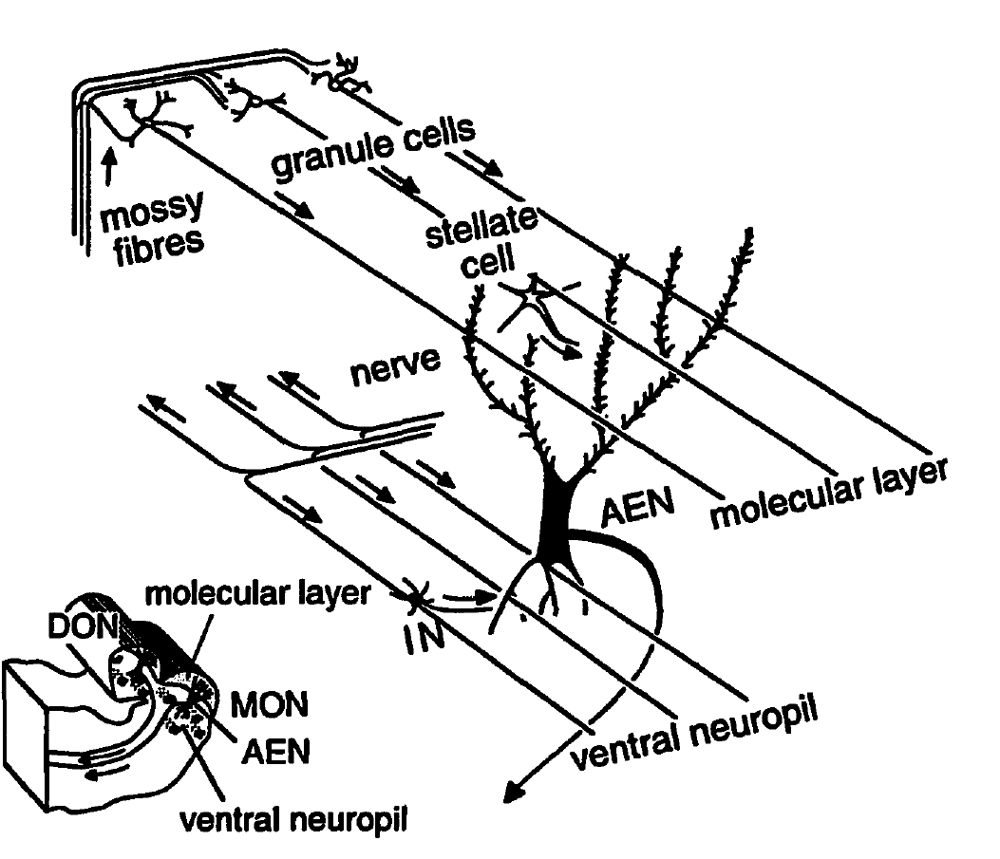 granule cells
mossy
fibres
stellate
cell
nerve
AEN
molecular layer
IN
ventral neuropil
molecular layer
DON
MON
AEN
ventral neuropil